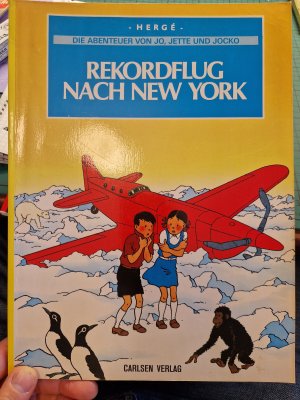 - HERGÉ -
DIE ABENTEUER VON JO, JETTE UND JOCKO
REKORDFLUG
NACH NEW YORK
CARLSEN VERLAG